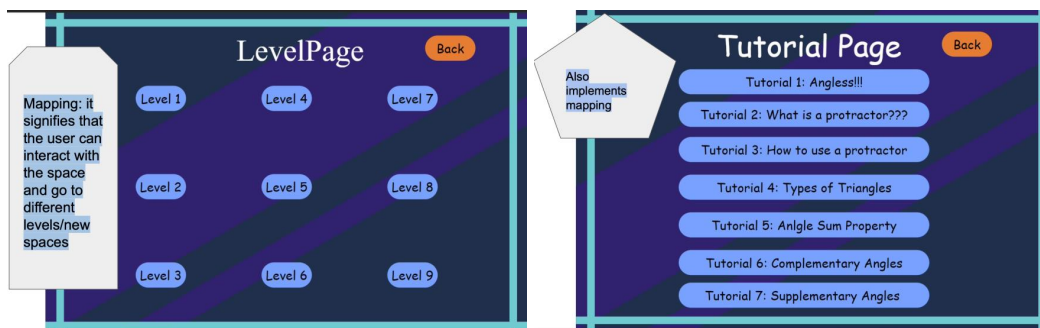 LevelPage
Back
Mapping: it
signifies that
the user can
interact with
the space
and go to
different
levels/new
spaces
Level 1
Level 4
Level 7
Level 2
Level 5
Level 8
Level 3
Level 6
Level 9
Tutorial Page
Back
Also
implements
mapping
Tutorial 1: Angless!!!
Tutorial 2: What is a protractor???
Tutorial 3: How to use a protractor
Tutorial 4: Types of Triangles
Tutorial 5: Anlgle Sum Property
Tutorial 6: Complementary Angles
Tutorial 7: Supplementary Angles